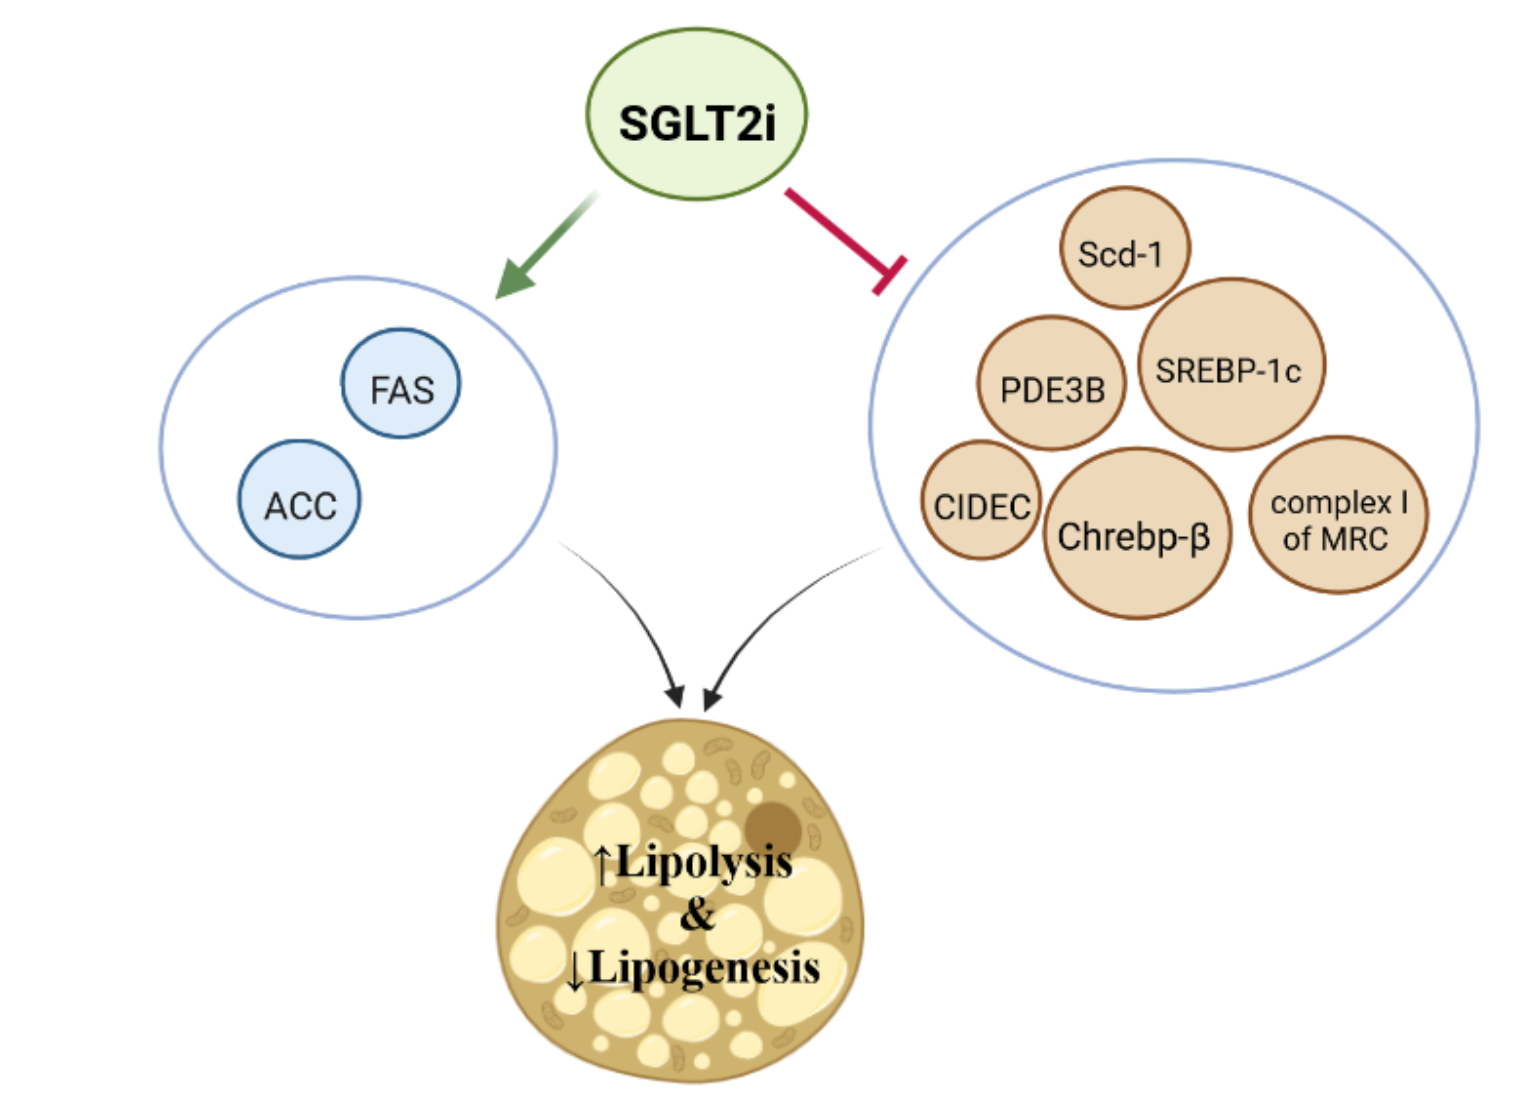 SGLT2i
FAS
ACC
Scd-1
SREBP-1c
PDE3B
CIDEC
Chrebp-β
complex I
of MRC
↑Lipolysis
&
↓Lipogenesis